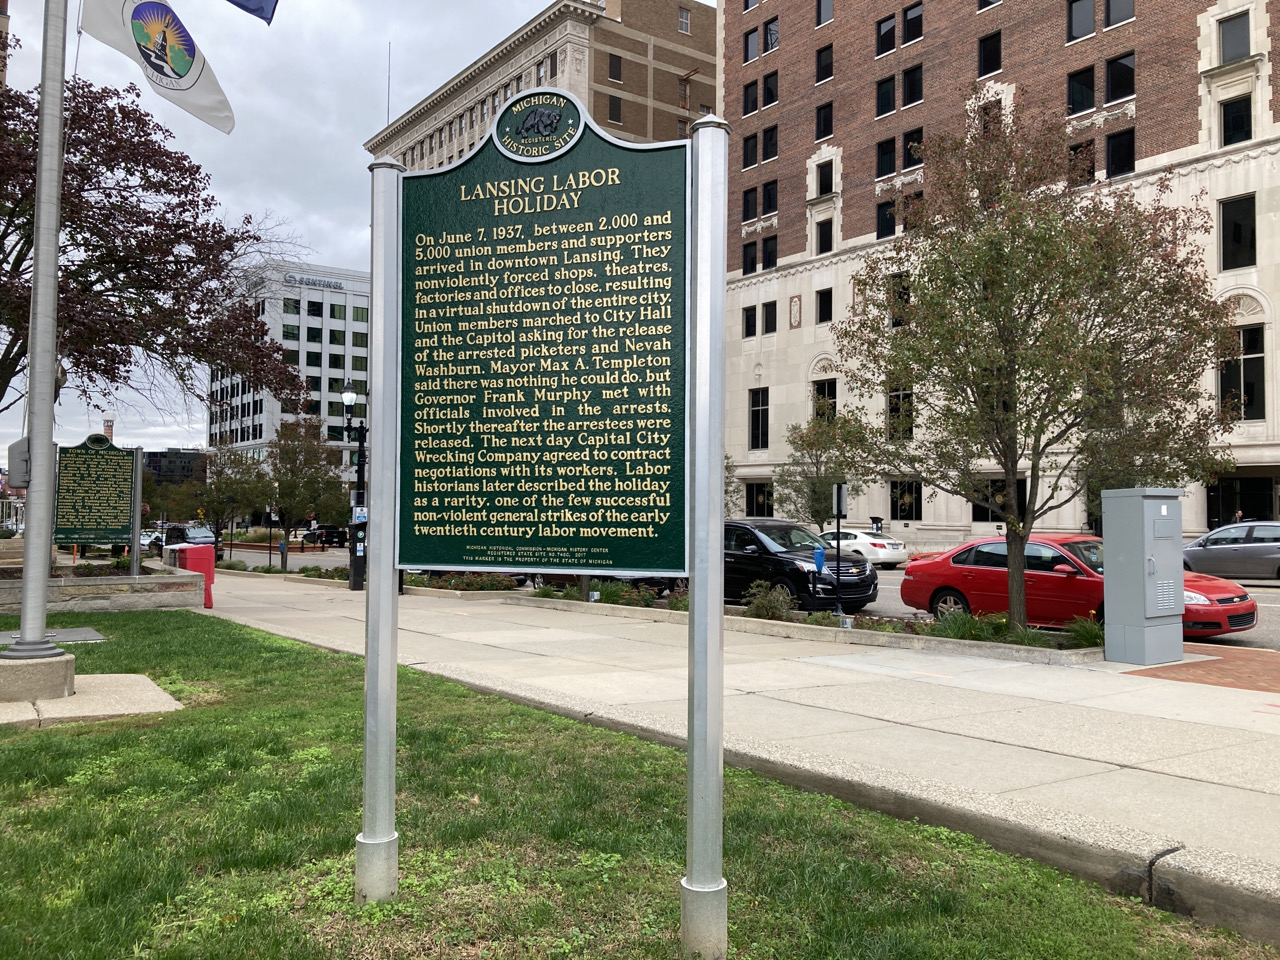 MICHIGAN
REGISTERED
HISTORIC SITE
LANSING LABOR
HOLIDAY
On June 7, 1937, between 2,000 and
5,000 union members and supporters
arrived in downtown Lansing. They
nonviolently forced shops, theatres,
factories and offices to close, resulting
in a virtual shutdown of the entire city.
Union members marched to City Hall
and the Capitol asking for the release
of the arrested picketers and Nevah
Washburn. Mayor Max A. Templeton
said there was nothing he could do, but
Governor Frank Murphy met with
officials involved in the arrests.
Shortly thereafter the arrestees were
released. The next day Capital City
Wrecking Company agreed to contract
negotiations with its workers. Labor
historians later described the holiday
as a rarity, one of the few successful
non-violent general strikes of the early
twentieth century labor movement.
MICHIGAN HISTORICAL COMMISSION – MICHIGAN HISTORY CENTER
REGISTERED STATE SITE NO. 2017
THIS MARKER IS THE PROPERTY OF THE STATE OF MICHIGAN
SENTINEL
TOWN OF MICHIGAN
MICHIGAN